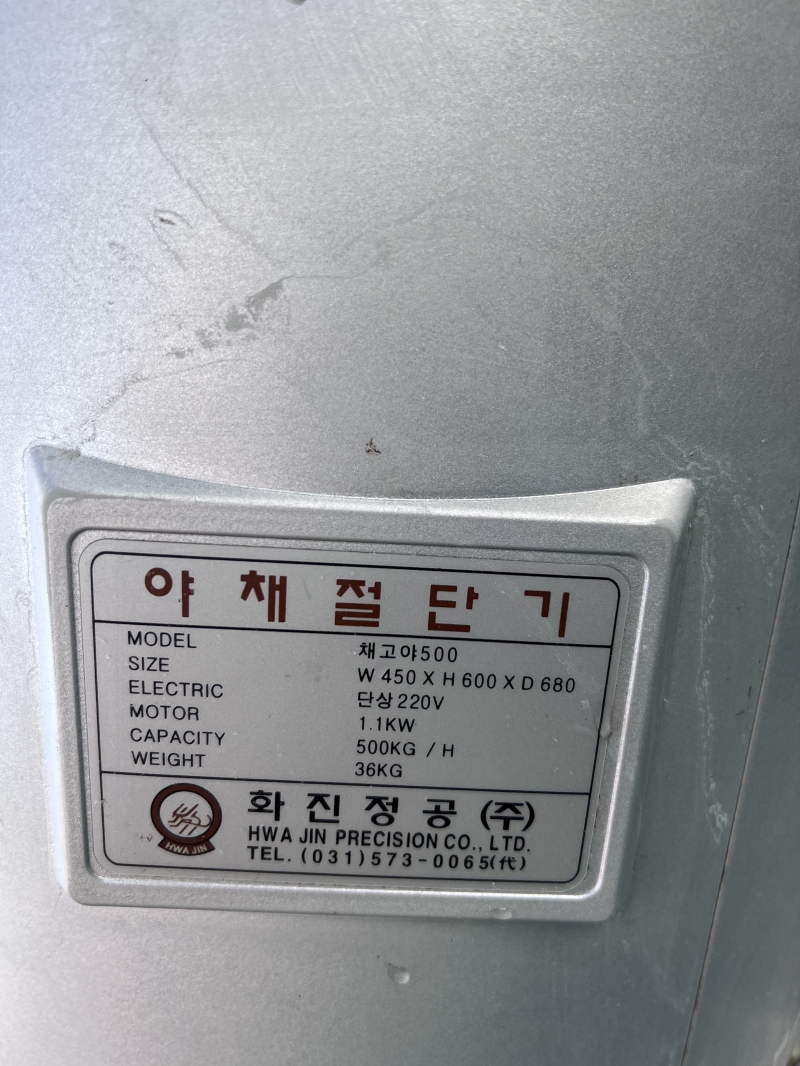 야채절단기
MODEL 채고야500
SIZE W 450 X H 600 X D 680
ELECTRIC 단상 220V
MOTOR 1.1KW
CAPACITY 500KG / H
WEIGHT 36KG
HWA JIN
화진정공(주)
HWA JIN PRECISION CO., LTD.
TEL. (031)573-0065(代)